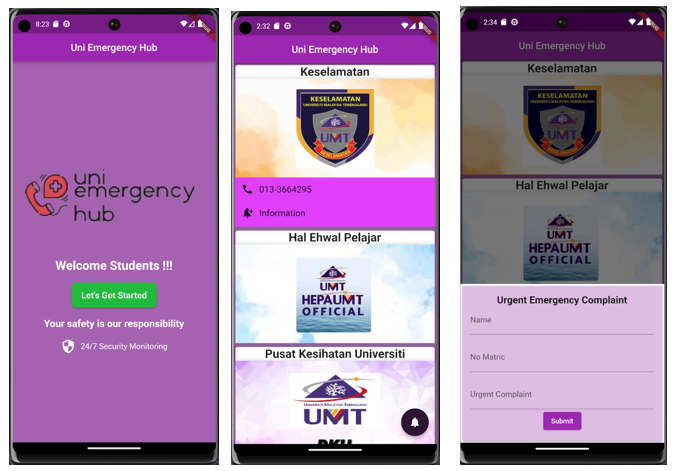 8:23
Uni Emergency Hub
uni
emergency
hub
Welcome Students !!!
Let's Get Started
Your safety is our responsibility
24/7 Security Monitoring
2:32
Uni Emergency Hub
Keselamatan
KESELAMATAN
UNIVERSITI MALAYSIA TERENGGANU
UMT
KESELAMATAN
013-3664295
Information
Hal Ehwal Pelajar
UMT
HEPAUMT
OFFICIAL
Pusat Kesihatan Universiti
UNIVERSITI MALAYSIA TERENGGANU
UMT
PKU
2:34
Uni Emergency Hub
Keselamatan
KESELAMATAN
UNIVERSITI MALAYSIA TERENGGANU
UMT
KESELAMATAN
Hal Ehwal Pelajar
UMT
HEPAUMT
OFFICIAL
Urgent Emergency Complaint
Name
No Matric
Urgent Complaint
Submit